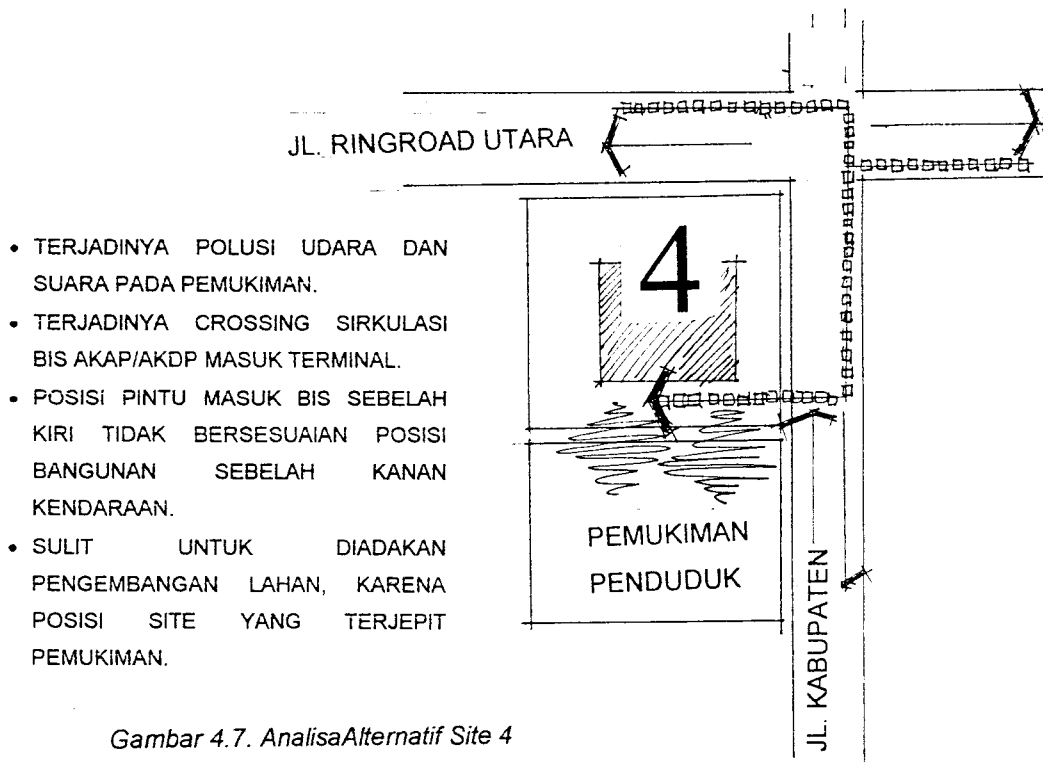 JL. RINGROAD UTARA
4
• TERJADINYA POLUSI UDARA DAN
SUARA PADA PEMUKIMAN.
• TERJADINYA CROSSING SIRKULASI
BIS AKAP/AKDP MASUK TERMINAL.
• POSISI PINTU MASUK BIS SEBELAH
KIRI TIDAK BERSESUAIAN POSISI
BANGUNAN SEBELAH KANAN
KENDARAAN.
• SULIT UNTUK DIADAKAN
PENGEMBANGAN LAHAN, KARENA
POSISI SITE YANG TERJEPIT
PEMUKIMAN.
PEMUKIMAN
PENDUDUK
JL. KABUPATEN
Gambar 4.7. AnalisaAlternatif Site 4